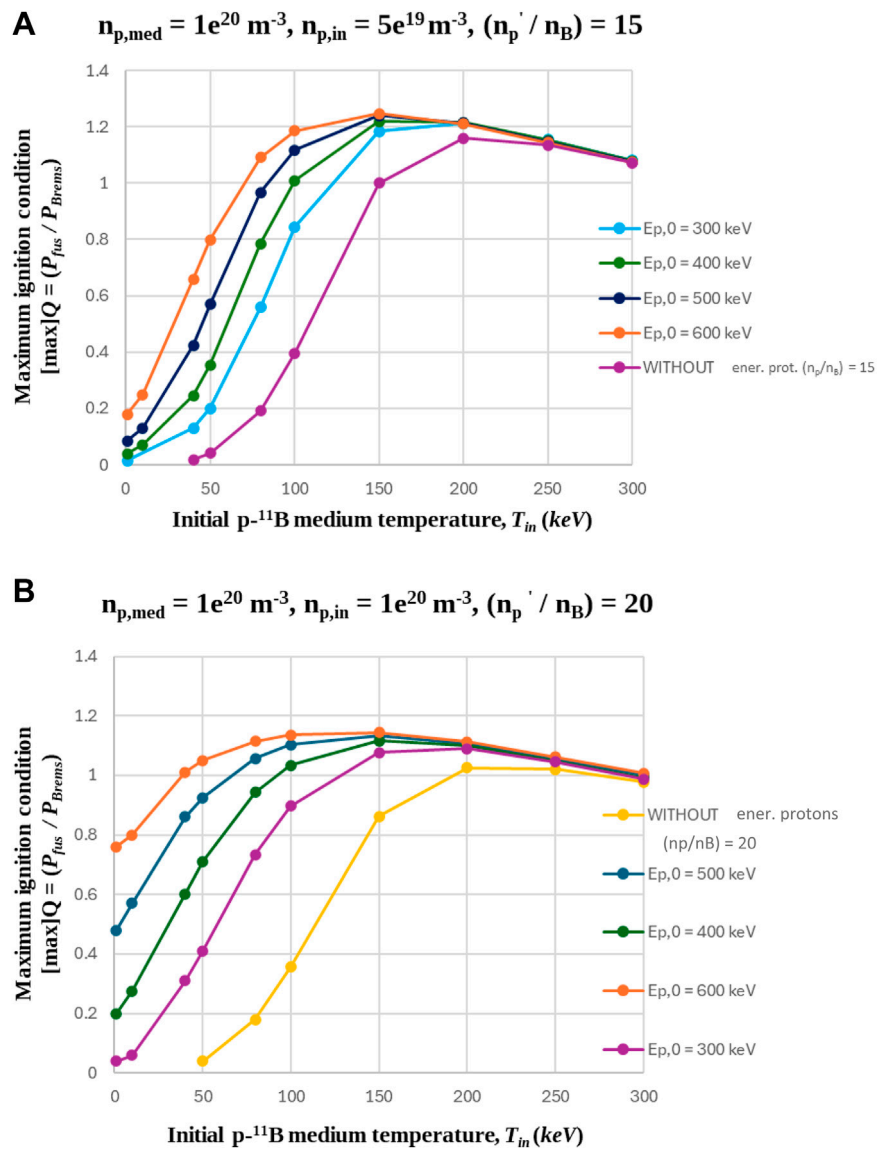 A
n_p,med = 1e^20 m^-3, n_p,in = 5e^19 m^-3, (n_p' / n_B) = 15
Maximum ignition condition
[max]Q = (P_fus / P_Brems)
1.4
1.2
1
0.8
0.6
0.4
0.2
0
0 50 100 150 200 250 300
Initial p-^11B medium temperature, T_in (keV)
Ep,0 = 300 keV
Ep,0 = 400 keV
Ep,0 = 500 keV
Ep,0 = 600 keV
WITHOUT ener. prot. (n_p/n_B) = 15
B
n_p,med = 1e^20 m^-3, n_p,in = 1e^20 m^-3, (n_p' / n_B) = 20
Maximum ignition condition
[max]Q = (P_fus / P_Brems)
1.4
1.2
1
0.8
0.6
0.4
0.2
0
0 50 100 150 200 250 300
Initial p-^11B medium temperature, T_in (keV)
WITHOUT ener. protons
(np/nB) = 20
Ep,0 = 500 keV
Ep,0 = 400 keV
Ep,0 = 600 keV
Ep,0 = 300 keV